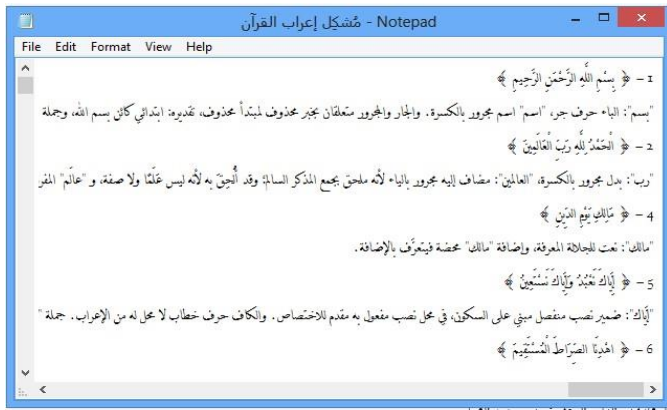 مُشكِل إعراب القرآن - Notepad
File Edit Format View Help
1 – ﴿ بِسْمِ اللَّهِ الرَّحْمَنِ الرَّحِيمِ ﴾
"بسم": الباء حرف جر، "اسم" اسم مجرور بالكسرة. والجار والمجرور متعلقان بخبر محذوف لمبتدأ محذوف، تقديره: ابتدائي كائن بسم الله، وجملة
2 – ﴿ الْحَمْدُ لِلَّهِ رَبِّ الْعَالَمِينَ ﴾
"رب": بدل مجرور بالكسرة، "العالمين": مضاف إليه مجرور بالياء لأنه ملحق بجمع المذكر السالم؛ وقد أُلحِقَ به لأنه ليس عَلَمًا ولا صفة، و "عالَم" المفر
4 – ﴿ مَالِكِ يَوْمِ الدِّينِ ﴾
"مالك": نعت للجلالة المعرفة، وإضافة "مالك" محضة فيتعرَّف بالإضافة.
5 – ﴿ إِيَّاكَ نَعْبُدُ وَإِيَّاكَ نَسْتَعِينُ ﴾
"إيَّاك": ضمير نصب منفصل مبني على السكون، في محل نصب مفعول به مقدم للاختصاص. والكاف حرف خطاب لا محل له من الإعراب. جملة "
6 – ﴿ اهْدِنَا الصِّرَاطَ الْمُسْتَقِيمَ ﴾